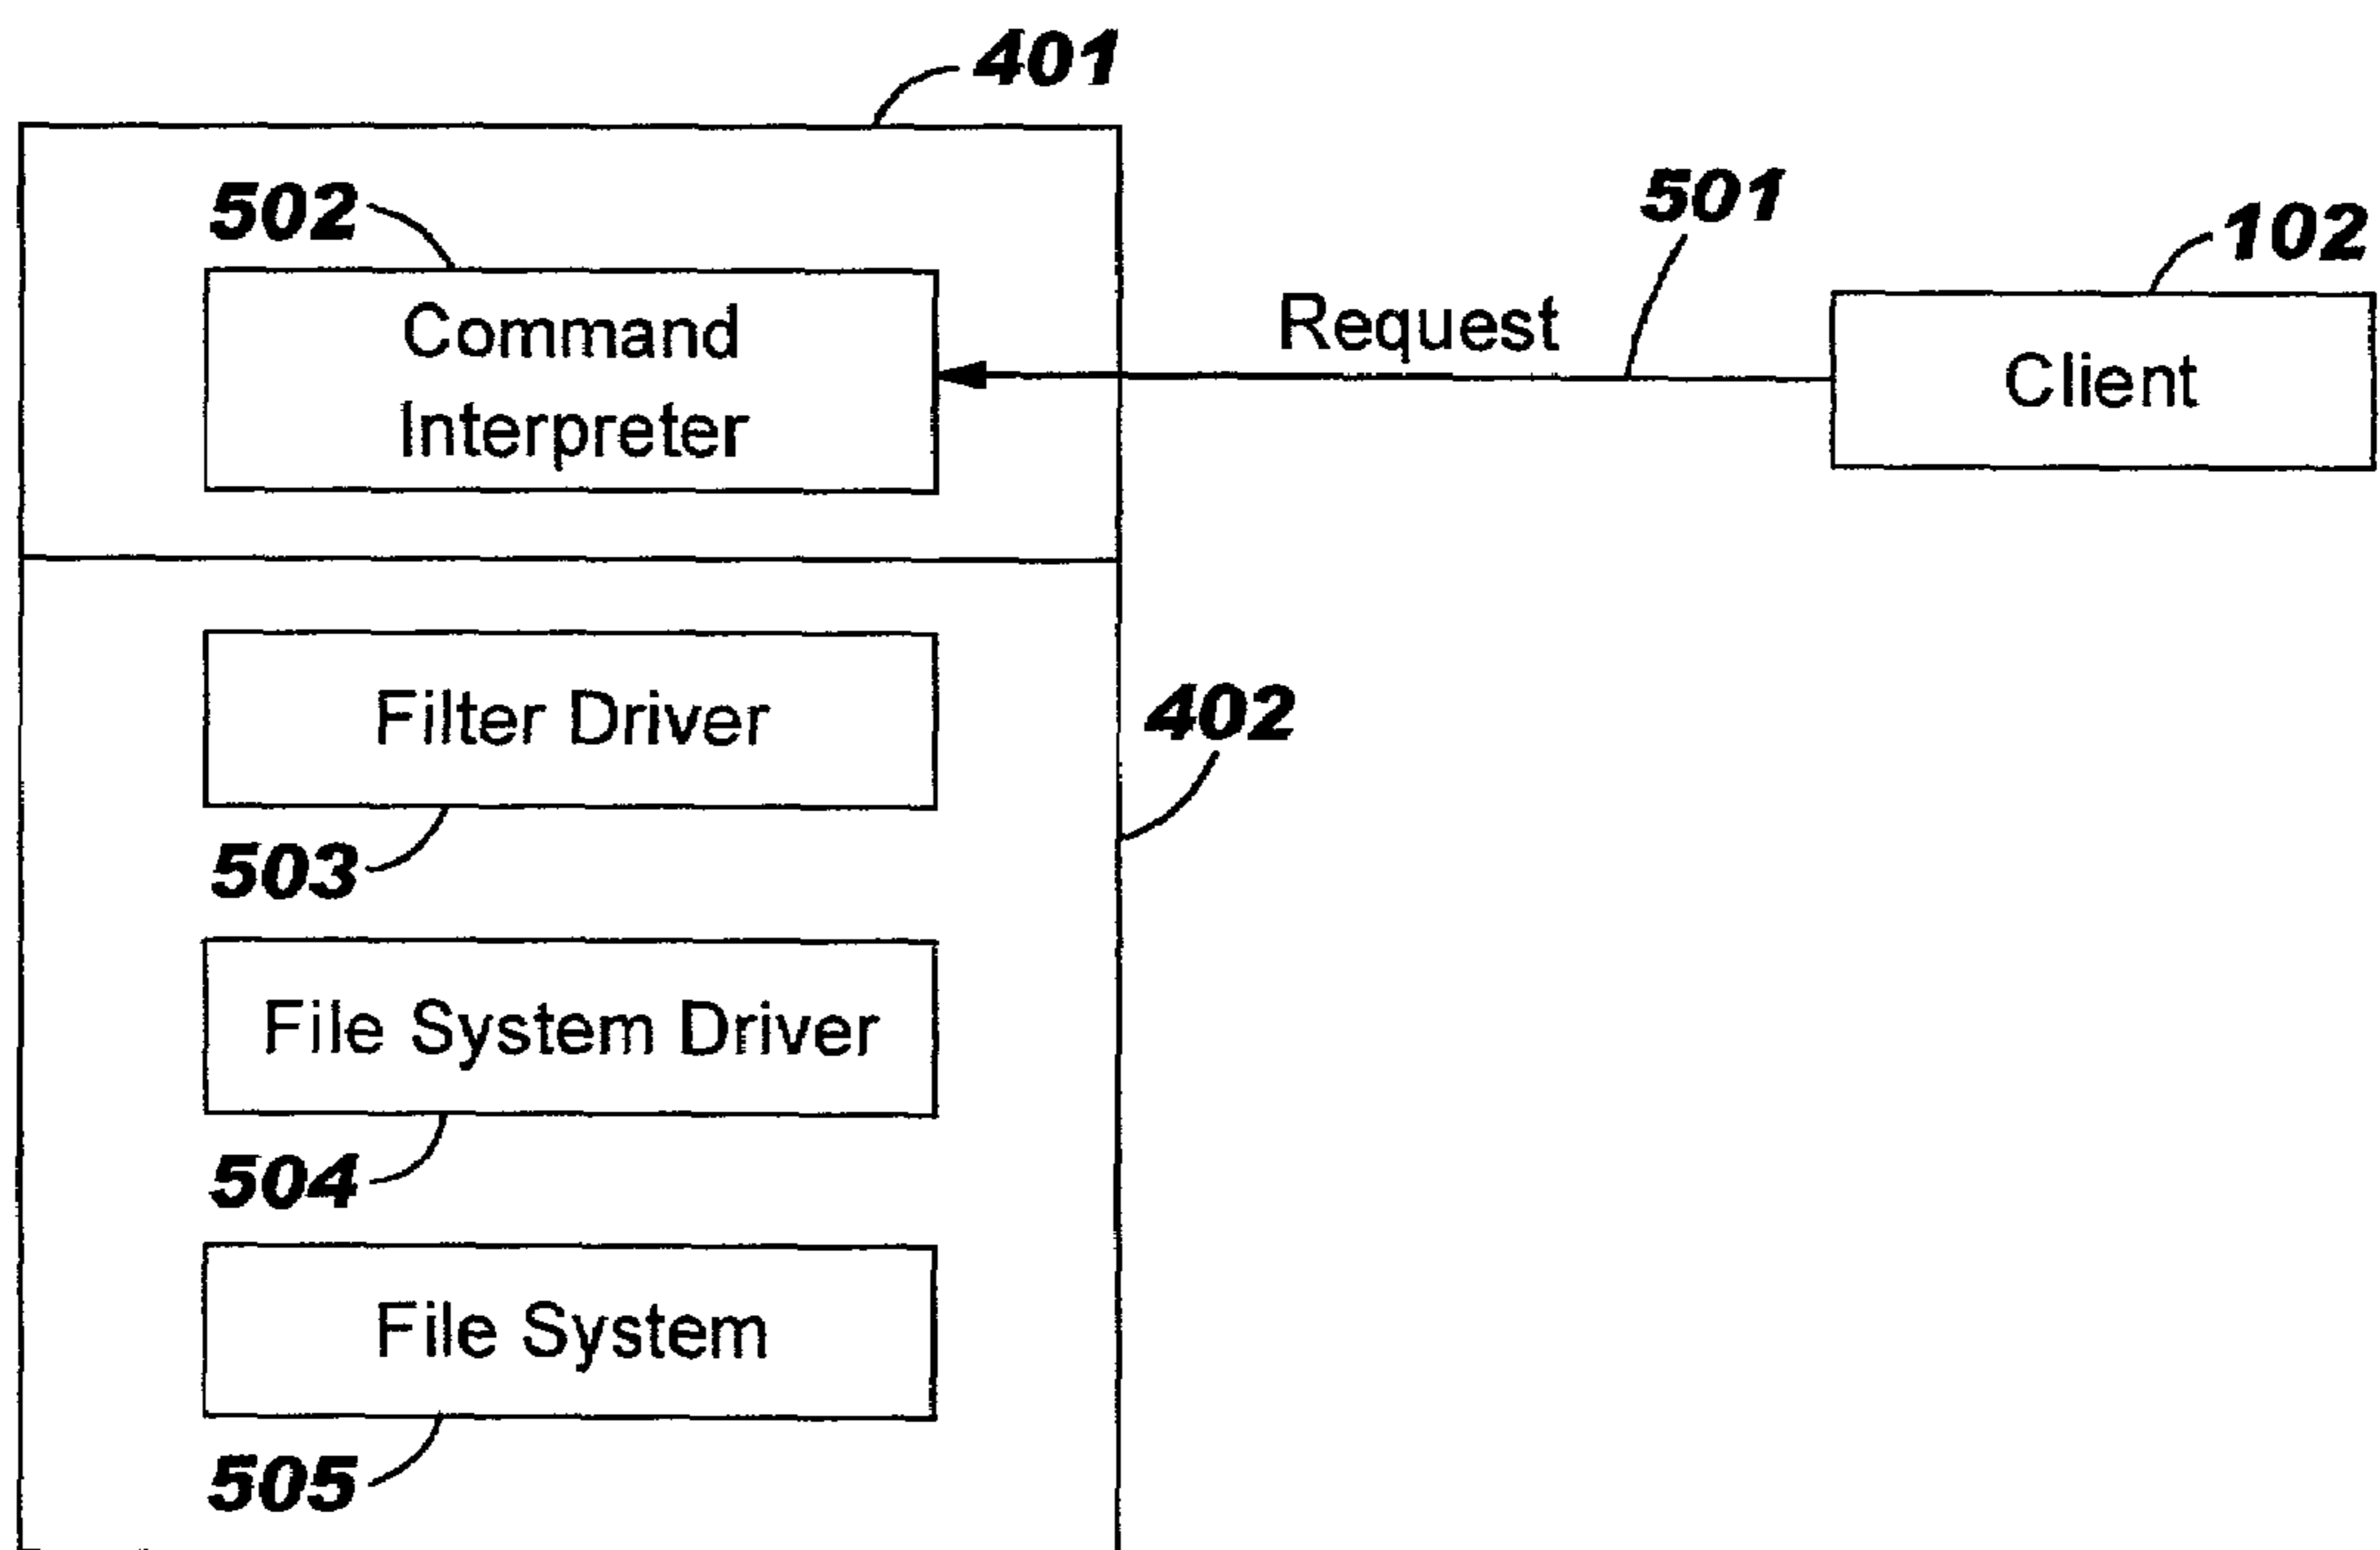 401
502
501
102
Command
Interpreter
Request
Client
Filter Driver
402
503
File System Driver
504
File System
505